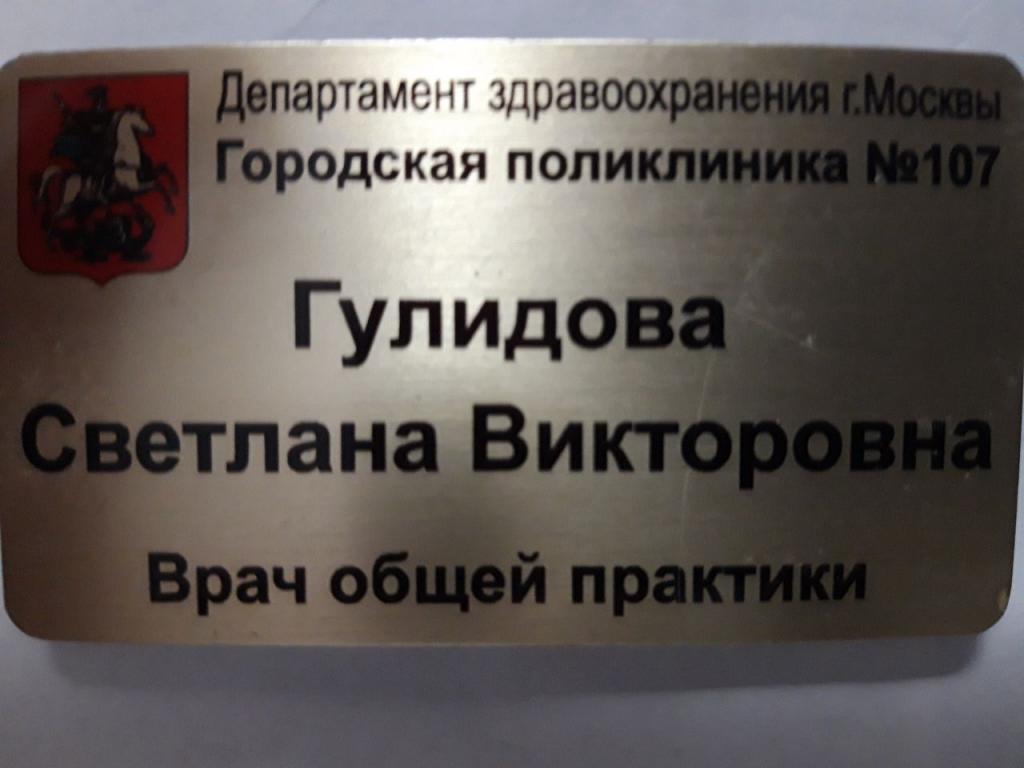 Департамент здравоохранения г.Москвы
Городская поликлиника №107
Гулидова
Светлана Викторовна
Врач общей практики